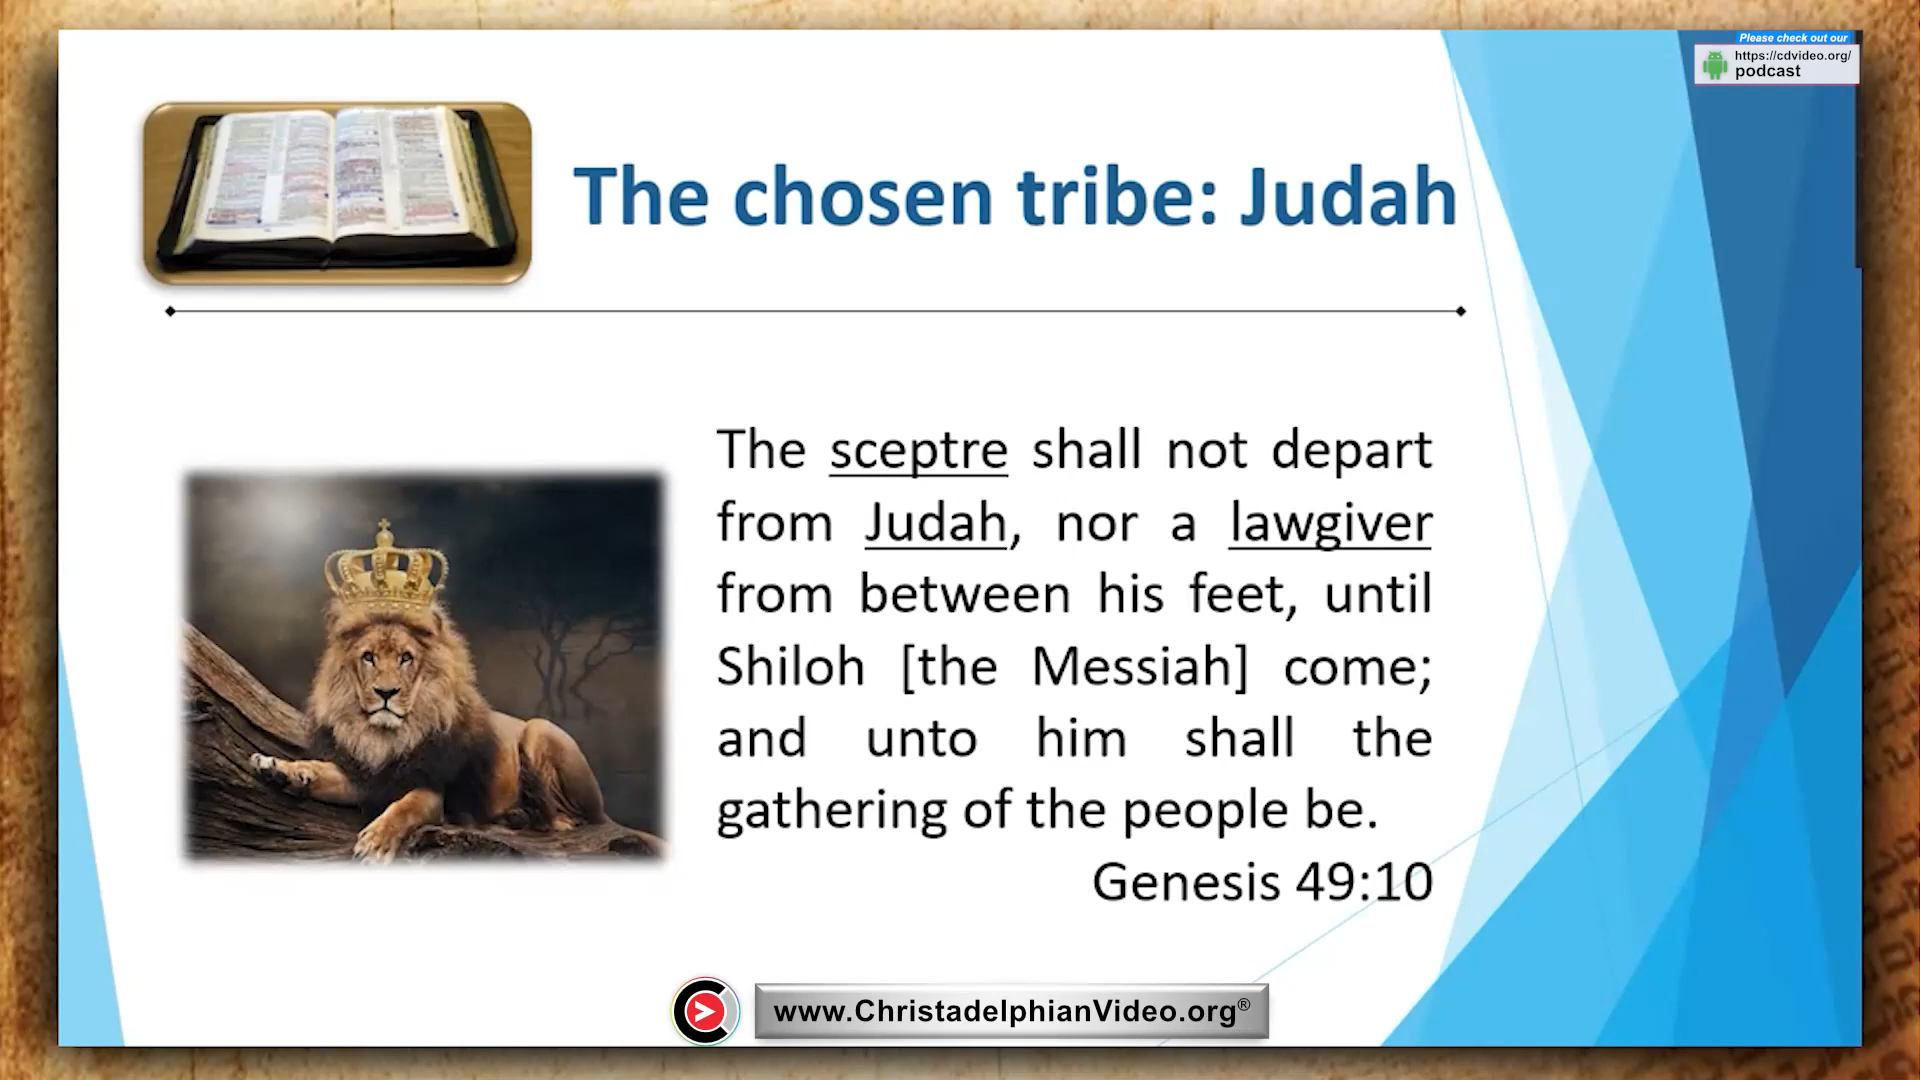 Please check out our
https://cdvideo.org/
podcast
The chosen tribe: Judah
The sceptre shall not depart
from Judah, nor a lawgiver
from between his feet, until
Shiloh [the Messiah] come;
and unto him shall the
gathering of the people be.
Genesis 49:10
www.ChristadelphianVideo.org®